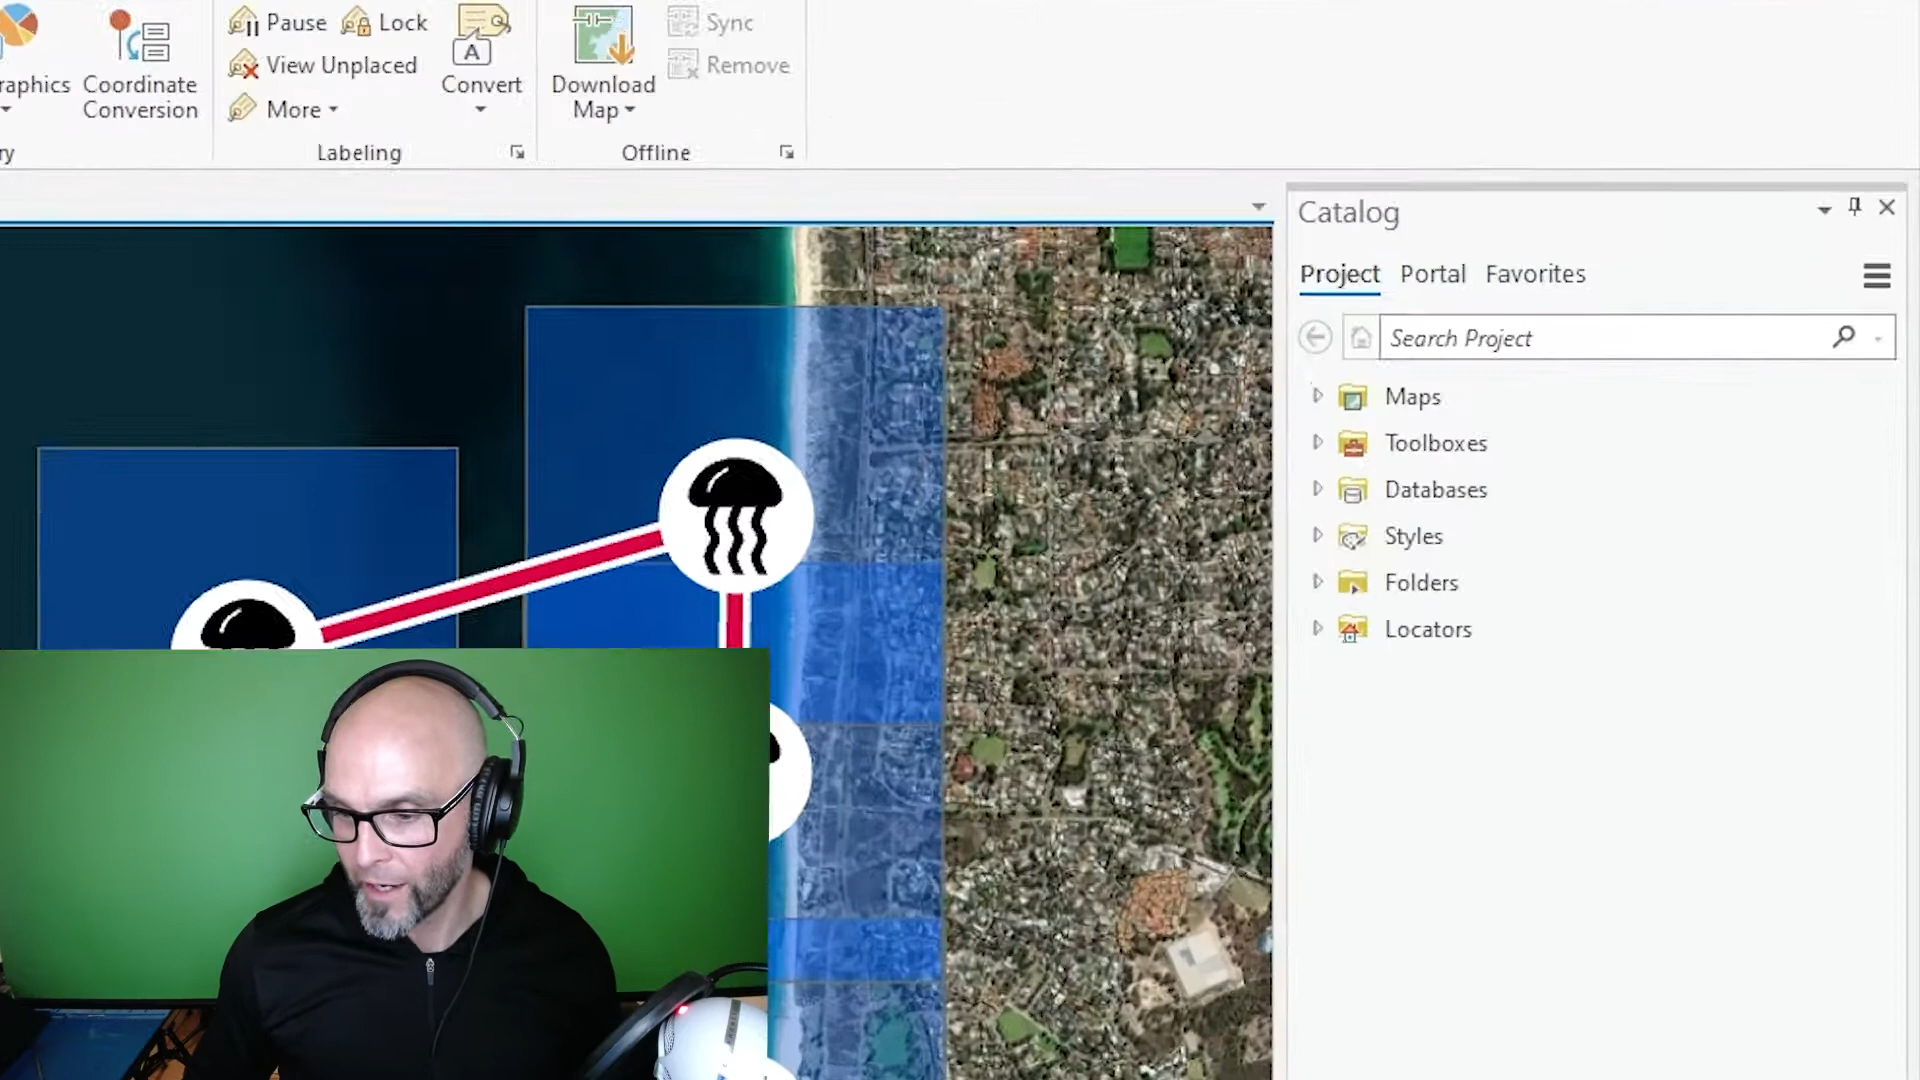 Pause Lock
Sync
View Unplaced
Remove
Coordinate
Conversion
Convert
Download
Map
More
A
Labeling
Offline
Catalog
Project Portal Favorites
Search Project
Maps
Toolboxes
Databases
Styles
Folders
Locators